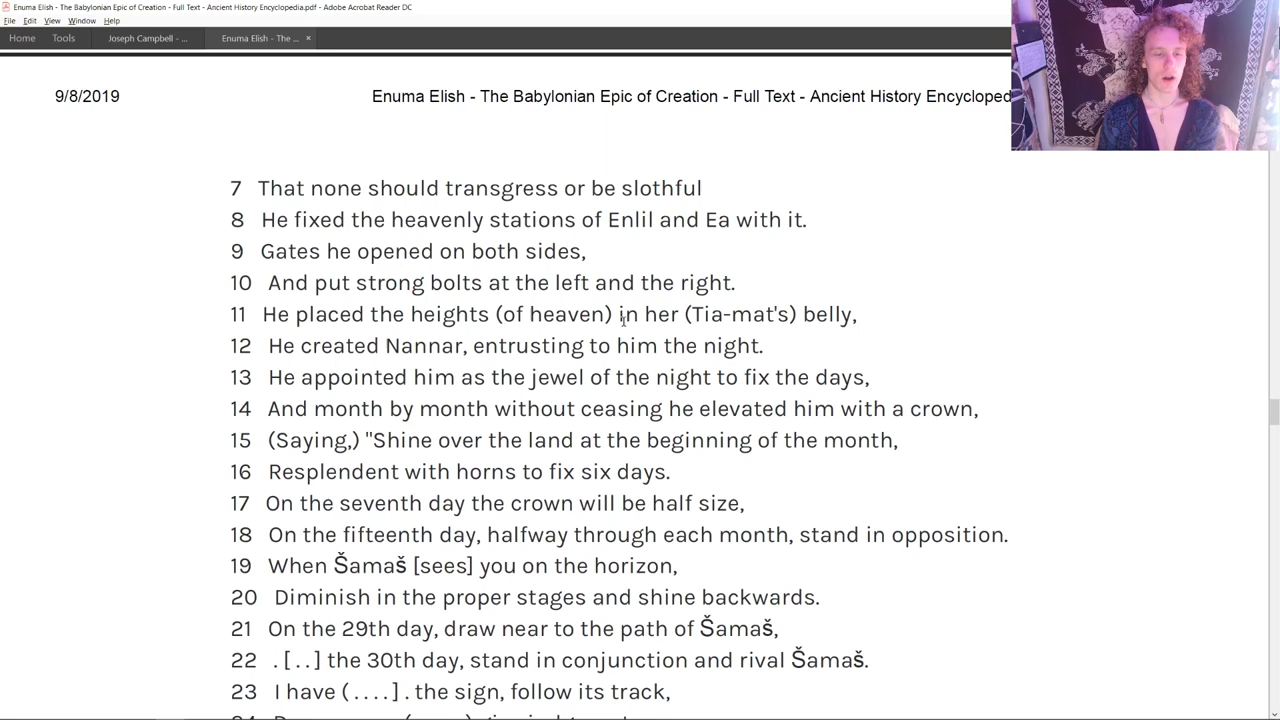 Enuma Elish - The Babylonian Epic of Creation - Full Text - Ancient History Encyclopedia.pdf - Adobe Acrobat Reader DC
File Edit View Window Help
Home Tools Joseph Campbell - ... Enuma Elish - The ... ×
9/8/2019 Enuma Elish - The Babylonian Epic of Creation - Full Text - Ancient History Encycloped
7 That none should transgress or be slothful
8 He fixed the heavenly stations of Enlil and Ea with it.
9 Gates he opened on both sides,
10 And put strong bolts at the left and the right.
11 He placed the heights (of heaven) in her (Tia-mat's) belly,
12 He created Nannar, entrusting to him the night.
13 He appointed him as the jewel of the night to fix the days,
14 And month by month without ceasing he elevated him with a crown,
15 (Saying,) "Shine over the land at the beginning of the month,
16 Resplendent with horns to fix six days.
17 On the seventh day the crown will be half size,
18 On the fifteenth day, halfway through each month, stand in opposition.
19 When Šamaš [sees] you on the horizon,
20 Diminish in the proper stages and shine backwards.
21 On the 29th day, draw near to the path of Šamaš,
22 . [ . . ] the 30th day, stand in conjunction and rival Šamaš.
23 I have ( . . . . ] . the sign, follow its track,